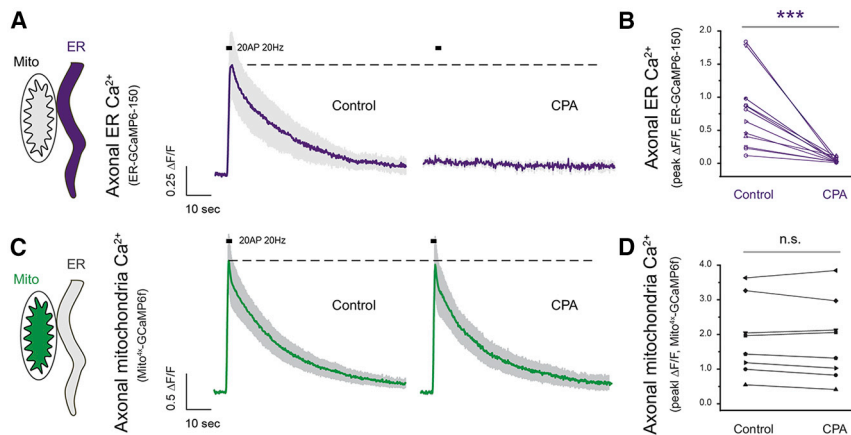 A
ER
Mito
Axonal ER Ca2+
(ER-GCaMP6-150)
20AP 20Hz
Control
CPA
0.25 ΔF/F
10 sec
B
***
Axonal ER Ca2+
(peak ΔF/F, ER-GCaMP6-150)
2.0
1.5
1.0
0.5
0.0
Control
CPA
C
ER
Mito
Axonal mitochondria Ca2+
(Mito4x-GCaMP6f)
20AP 20Hz
Control
CPA
0.5 ΔF/F
10 sec
D
n.s.
Axonal mitochondria Ca2+
(peakl ΔF/F, Mito4x-GCaMP6f)
4.0
3.0
2.0
1.0
0.0
Control
CPA